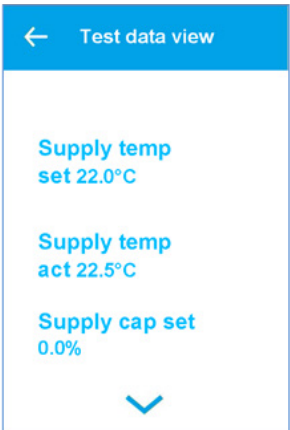 Test data view
Supply temp
set 22.0°C
Supply temp
act 22.5°C
Supply cap set
0.0%